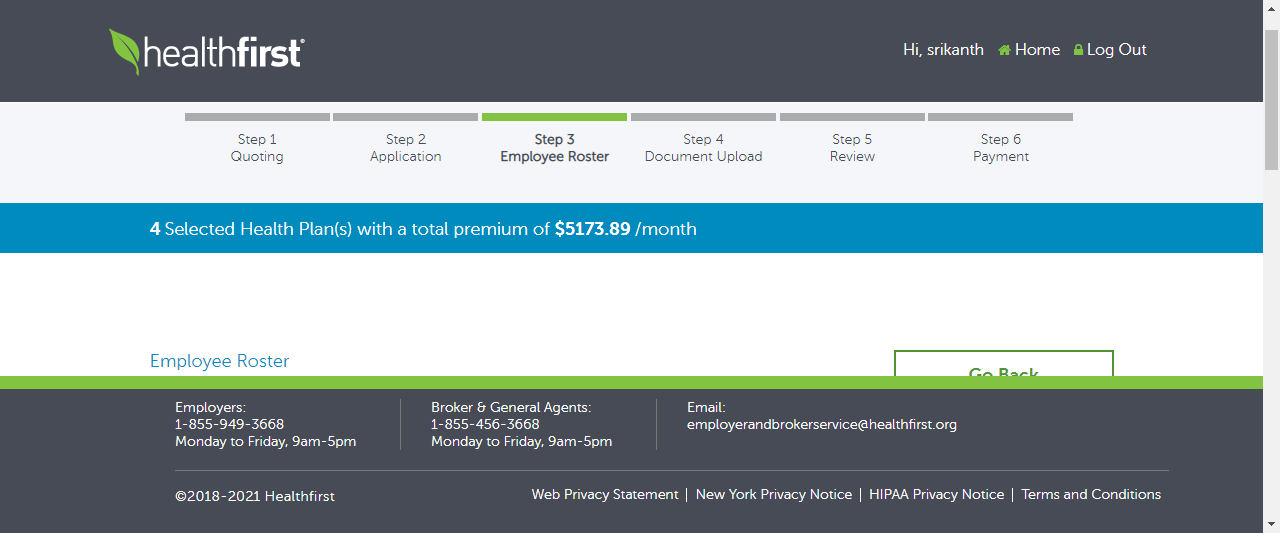 healthfirst®
Hi, srikanth Home Log Out
Step 1
Quoting
Step 2
Application
Step 3
Employee Roster
Step 4
Document Upload
Step 5
Review
Step 6
Payment
4 Selected Health Plan(s) with a total premium of $5173.89 /month
Employee Roster
Go Back
Employers:
1-855-949-3668
Monday to Friday, 9am-5pm
Broker & General Agents:
1-855-456-3668
Monday to Friday, 9am-5pm
Email:
employerandbrokerservice@healthfirst.org
©2018-2021 Healthfirst
Web Privacy Statement | New York Privacy Notice | HIPAA Privacy Notice | Terms and Conditions